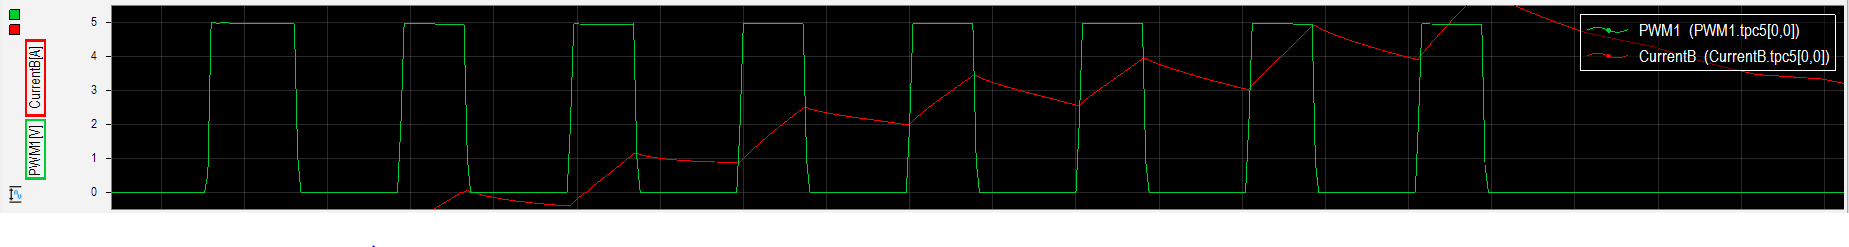 5
4
3
2
1
0
CurrentB[A]
PWM1 [V]
PWM1 (PWM1.tpc5[0,0])
CurrentB (CurrentB.tpc5[0,0])